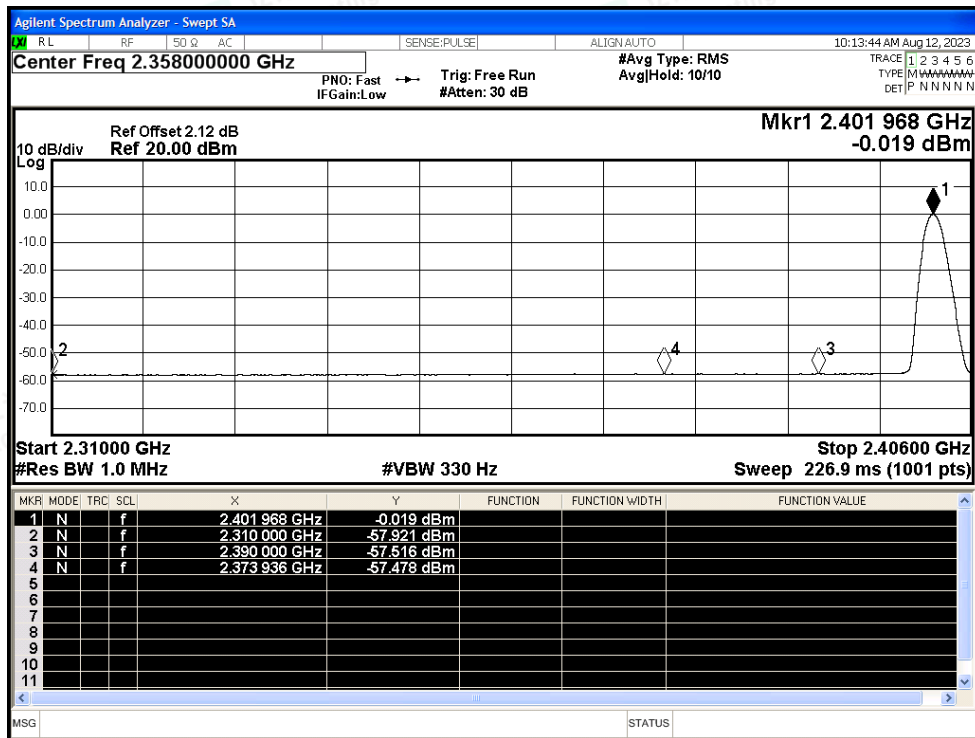 Agilent Spectrum Analyzer - Swept SA
LXI RL RF 50 Ω AC SENSE:PULSE ALIGN AUTO 10:13:44 AM Aug 12, 2023
Center Freq 2.358000000 GHz
PNO: Fast
IFGain:Low
Trig: Free Run
#Atten: 30 dB
#Avg Type: RMS
Avg|Hold: 10/10
TRACE 1 2 3 4 5 6
TYPE M
DET P N N N N N
Ref Offset 2.12 dB
Ref 20.00 dBm
10 dB/div
Log
Mkr1 2.401 968 GHz
-0.019 dBm
10.0
0.00
-10.0
-20.0
-30.0
-40.0
-50.0
-60.0
-70.0
1
2
4
3
Start 2.31000 GHz Stop 2.40600 GHz
#Res BW 1.0 MHz #VBW 330 Hz Sweep 226.9 ms (1001 pts)
MKR MODE TRC SCL X Y FUNCTION FUNCTION WIDTH FUNCTION VALUE
1 N f 2.401 968 GHz -0.019 dBm
2 N f 2.310 000 GHz -57.921 dBm
3 N f 2.390 000 GHz -57.516 dBm
4 N f 2.373 936 GHz -57.478 dBm
5
6
7
8
9
10
11
MSG STATUS